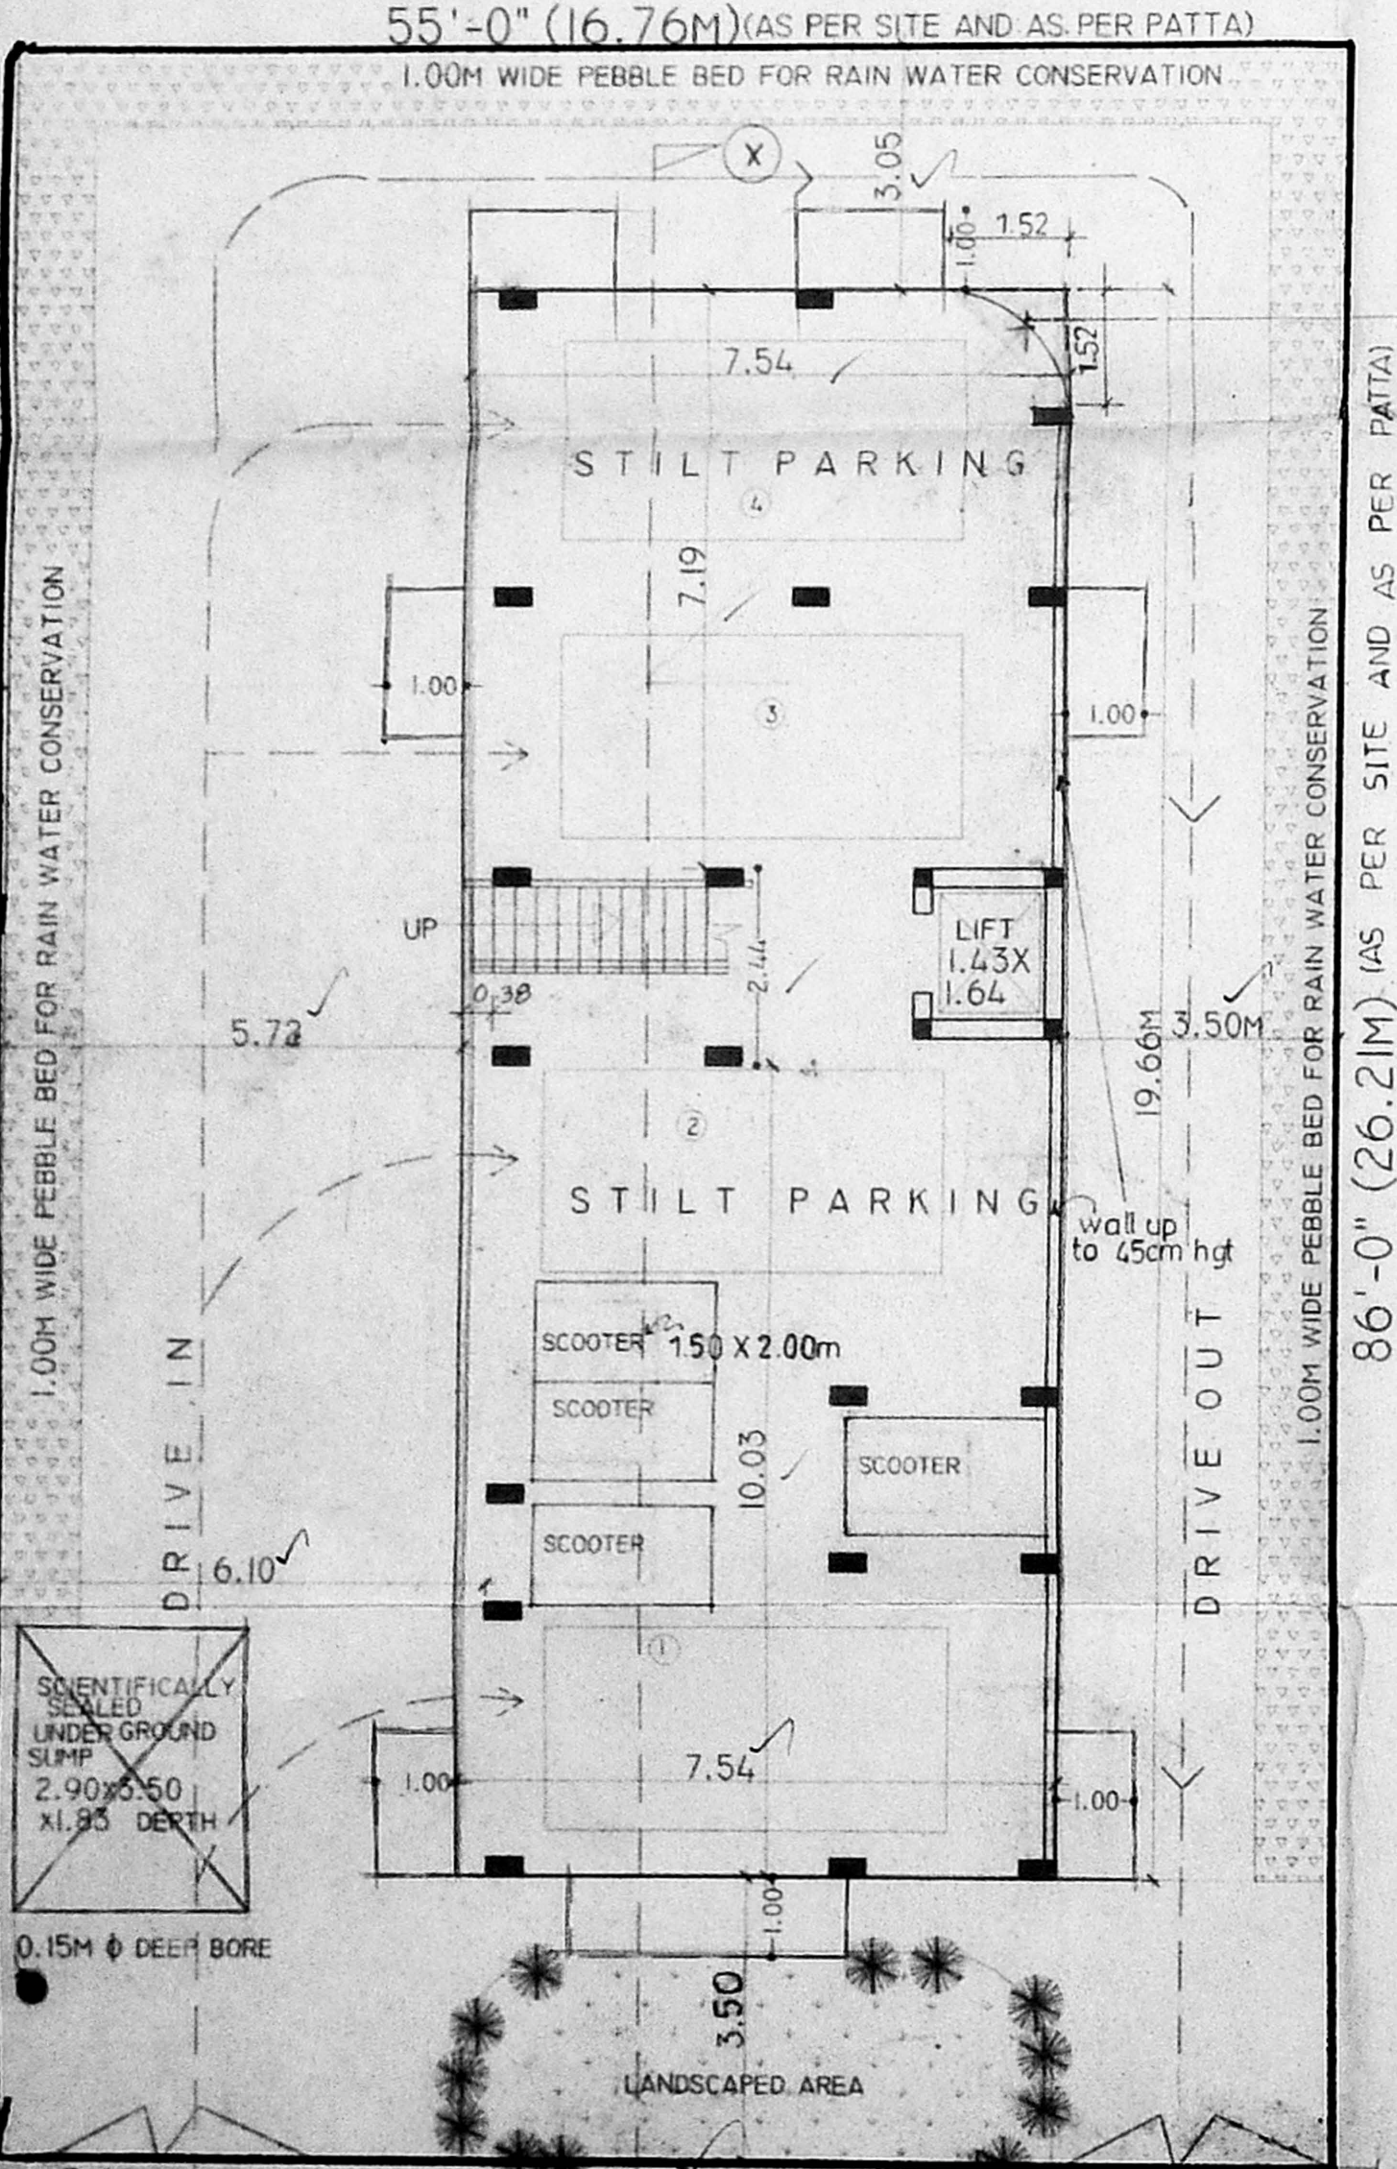 55'-0" (16.76M)(AS PER SITE AND AS PER PATTA)
1.00M WIDE PEBBLE BED FOR RAIN WATER CONSERVATION
X
3.05
1.00
1.52
1.52
7.54
STILT PARKING
4
7.19
1.00
3
1.00
1.00M WIDE PEBBLE BED FOR RAIN WATER CONSERVATION
1.00M WIDE PEBBLE BED FOR RAIN WATER CONSERVATION
86'-0" (26.21M) (AS PER SITE AND AS PER PATTA)
UP
2.44
LIFT
1.43X
1.64
0.38
5.72
3.50M
19.66M
2
STILT PARKING
wall up
to 45cm hgt
SCOOTER 1.50 X 2.00m
SCOOTER
10.03
SCOOTER
SCOOTER
DRIVE IN
DRIVE OUT
6.10
1
SCIENTIFICALLY
SEALED
UNDER GROUND
SUMP
2.90x3.50
x1.83 DEPTH
7.54
1.00
1.00
0.15M ф DEEP BORE
1.00
3.50
LANDSCAPED AREA